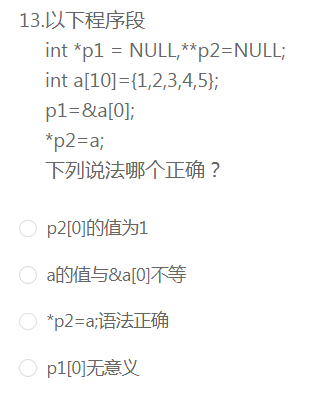 13.以下程序段
int *p1 = NULL,**p2=NULL;
int a[10]={1,2,3,4,5};
p1=&a[0];
*p2=a;
下列说法哪个正确？
p2[0]的值为1
a的值与&a[0]不等
*p2=a;语法正确
p1[0]无意义